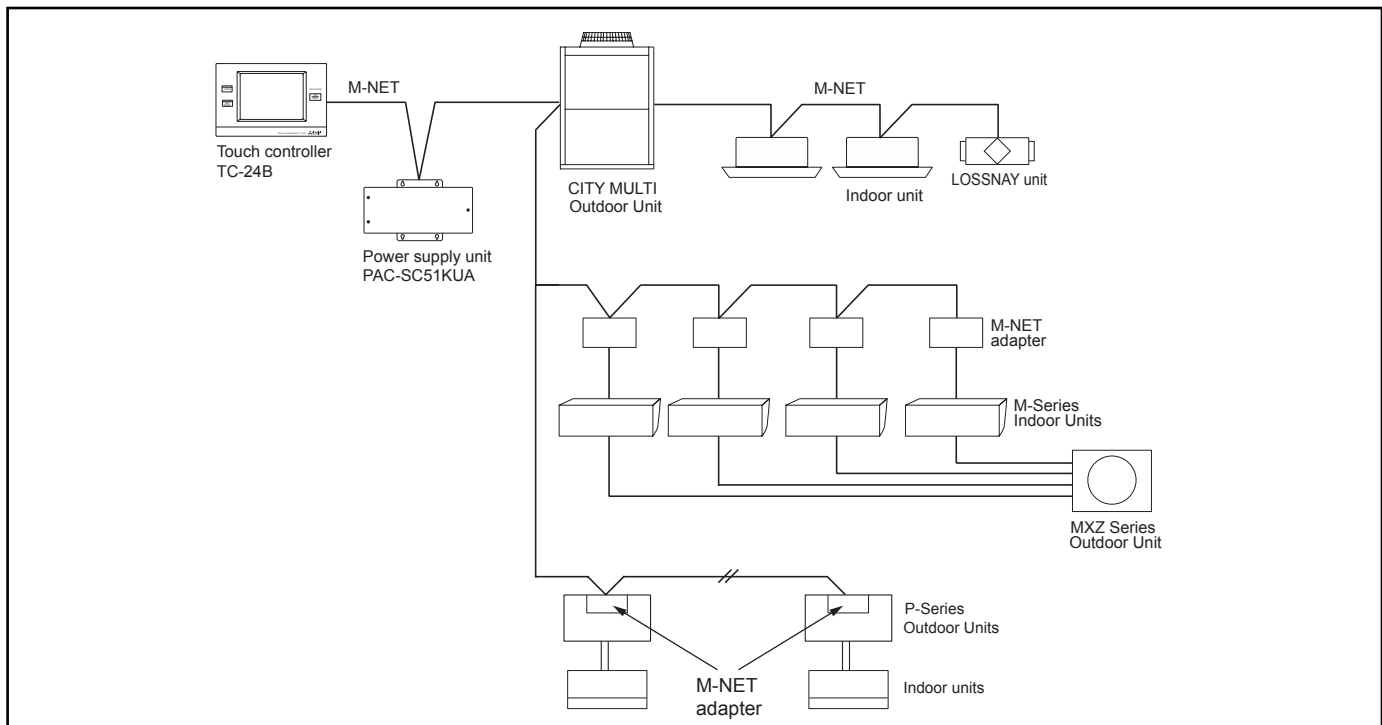 M-NET
M-NET
Touch controller
TC-24B
CITY MULTI
Outdoor Unit
Indoor unit
LOSSNAY unit
Power supply unit
PAC-SC51KUA
M-NET
adapter
M-Series
Indoor Units
MXZ Series
Outdoor Unit
P-Series
Outdoor Units
M-NET
adapter
Indoor units